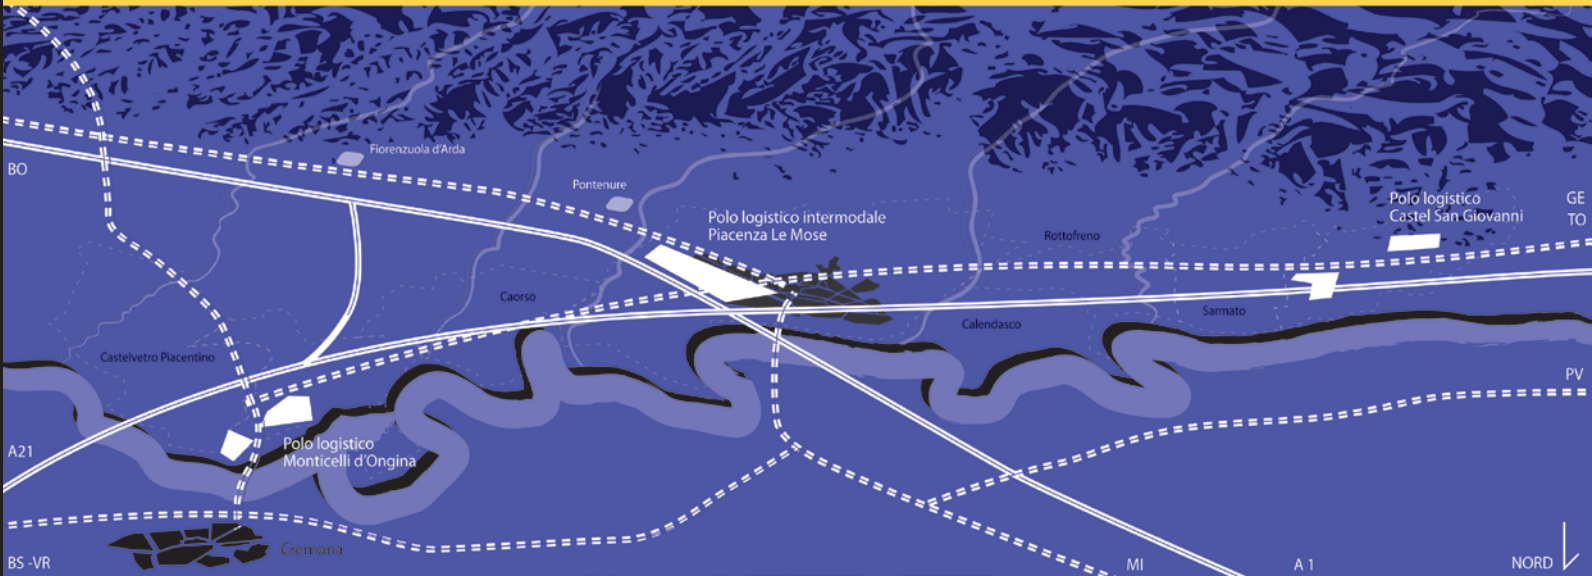 BO
Fiorenzuola d'Arda
Pontenure
Polo logistico intermodale
Piacenza Le Mose
Rottofreno
Polo logistico
Castel San Giovanni
GE
TO
Caorso
Calendasco
Sarmato
Castelvetro Piacentino
PV
A21
Polo logistico
Monticelli d'Ongina
Cremona
BS -VR
MI
A 1
NORD